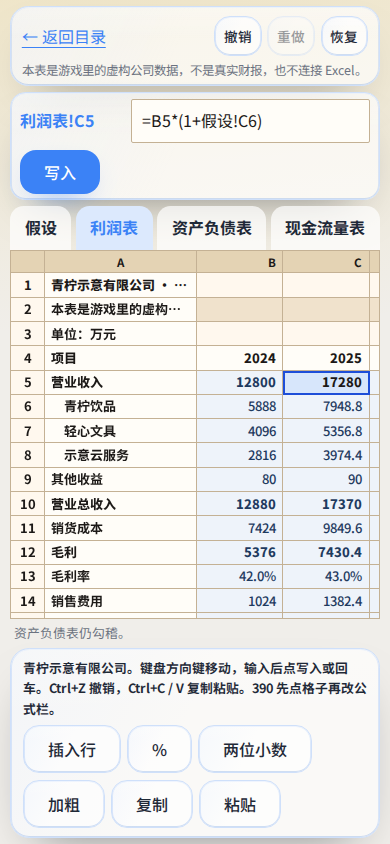 ← 返回目录
撤销 重做 恢复
本表是游戏里的虚构公司数据，不是真实财报，也不连接 Excel。
利润表!C5 =B5*(1+假设!C6)
写入
假设 利润表 资产负债表 现金流量表
A B C
1 青柠示意有限公司 · …
2 本表是游戏里的虚构…
3 单位：万元
4 项目 2024 2025
5 营业收入 12800 17280
6 青柠饮品 5888 7948.8
7 轻心文具 4096 5356.8
8 示意云服务 2816 3974.4
9 其他收益 80 90
10 营业总收入 12880 17370
11 销货成本 7424 9849.6
12 毛利 5376 7430.4
13 毛利率 42.0% 43.0%
14 销售费用 1024 1382.4
资产负债表仍勾稽。
青柠示意有限公司。键盘方向键移动，输入后点写入或回
车。Ctrl+Z 撤销，Ctrl+C / V 复制粘贴。390 先点格子再改公
式栏。
插入行 % 两位小数
加粗 复制 粘贴